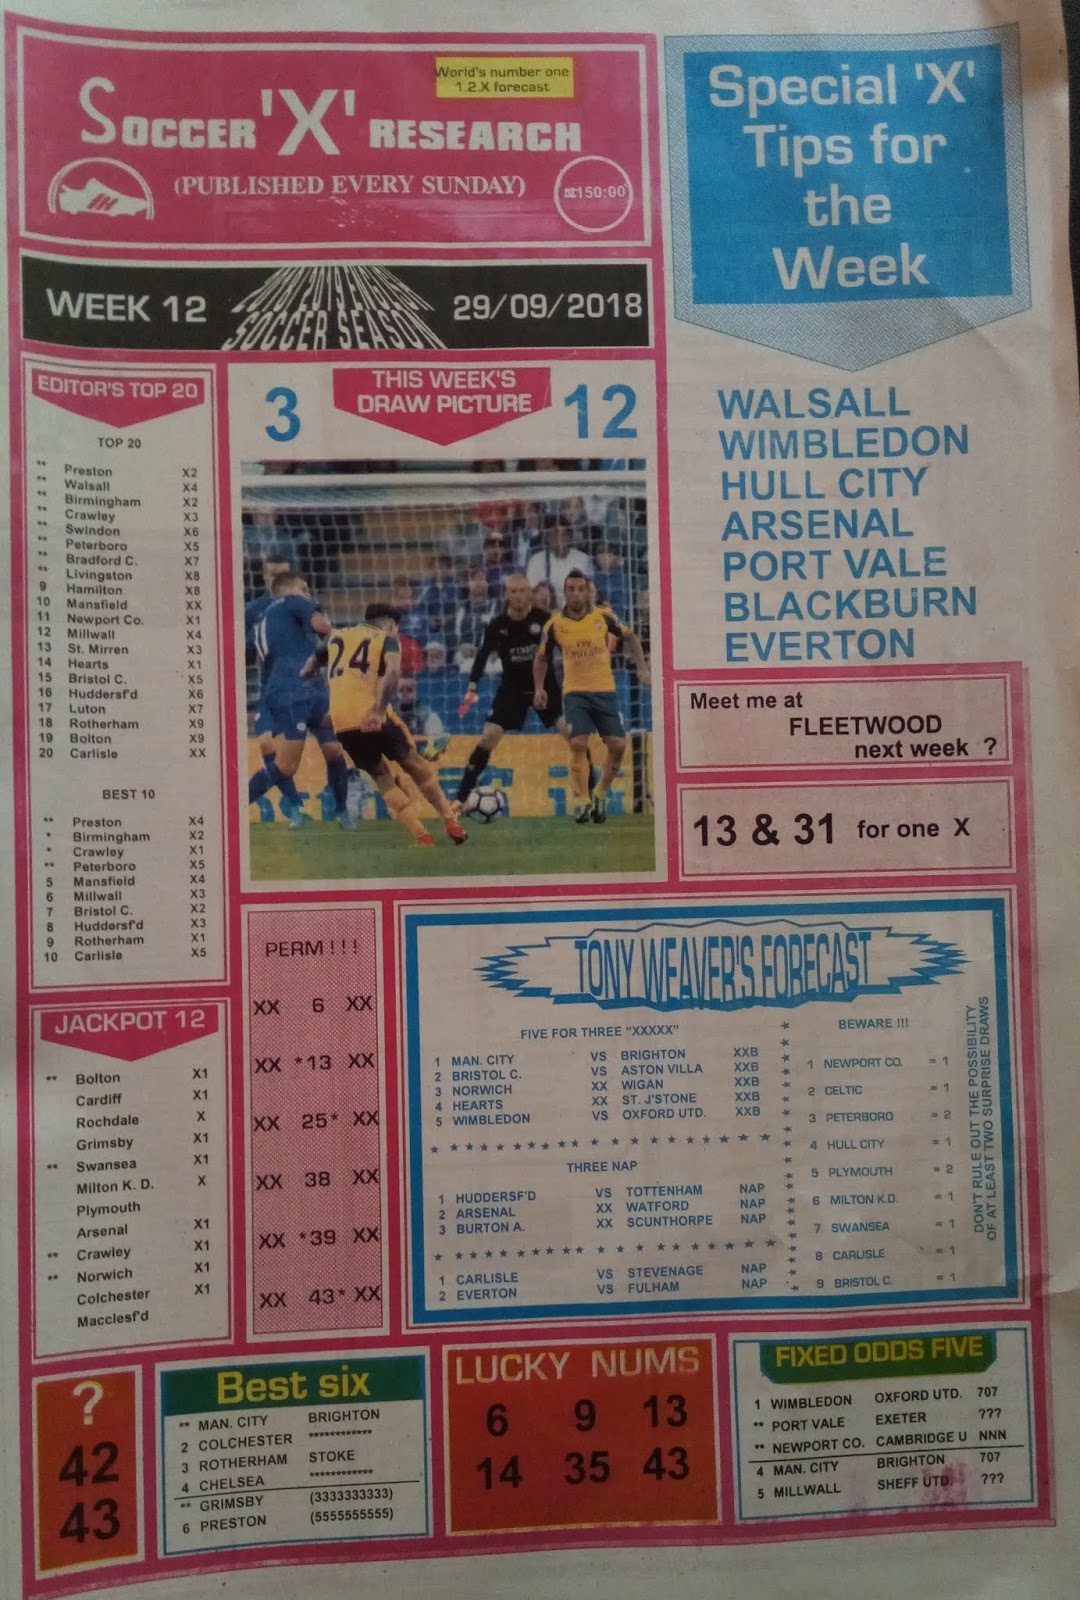 World's number one
1.2.X forecast
SOCCER 'X' RESEARCH
(PUBLISHED EVERY SUNDAY)
₦150:00
WEEK 12
2018/2019 ENGLISH
SOCCER SEASON
29/09/2018
Special 'X'
Tips for
the
Week
WALSALL
WIMBLEDON
HULL CITY
ARSENAL
PORT VALE
BLACKBURN
EVERTON
Meet me at
FLEETWOOD
next week ?
13 & 31 for one X
EDITOR'S TOP 20
TOP 20
** Preston X2
** Walsall X4
** Birmingham X2
** Crawley X3
** Swindon X6
** Peterboro X5
** Bradford C. X7
** Livingston X8
9 Hamilton X8
10 Mansfield XX
11 Newport Co. X1
12 Millwall X4
13 St. Mirren X3
14 Hearts X1
15 Bristol C. X5
16 Huddersf'd X6
17 Luton X7
18 Rotherham X9
19 Bolton X9
20 Carlisle XX
BEST 10
** Preston X4
* Birmingham X2
* Crawley X1
** Peterboro X5
5 Mansfield X4
6 Millwall X3
7 Bristol C. X2
8 Huddersf'd X3
9 Rotherham X1
10 Carlisle X5
3
THIS WEEK'S
DRAW PICTURE
12
24
Fly
Emirates
KING
POWER
JACKPOT 12
** Bolton X1
Cardiff X1
Rochdale X
Grimsby X1
** Swansea X1
Milton K. D. X
Plymouth
Arsenal X1
** Crawley X1
** Norwich X1
Colchester X1
Macclesf'd
PERM ! ! !
XX 6 XX
XX *13 XX
XX 25* XX
XX 38 XX
XX *39 XX
XX 43* XX
TONY WEAVER'S FORECAST
FIVE FOR THREE "XXXXX"
1 MAN. CITY VS BRIGHTON XXB
2 BRISTOL C. VS ASTON VILLA XXB
3 NORWICH XX WIGAN XXB
4 HEARTS XX ST. J'STONE XXB
5 WIMBLEDON VS OXFORD UTD. XXB
THREE NAP
1 HUDDERSF'D VS TOTTENHAM NAP
2 ARSENAL XX WATFORD NAP
3 BURTON A. XX SCUNTHORPE NAP
1 CARLISLE VS STEVENAGE NAP
2 EVERTON VS FULHAM NAP
BEWARE !!!
1 NEWPORT CO. = 1
2 CELTIC = 1
3 PETERBORO = 2
4 HULL CITY = 1
5 PLYMOUTH = 2
6 MILTON K.D. = 1
7 SWANSEA = 1
8 CARLISLE = 1
9 BRISTOL C. = 1
DON'T RULE OUT THE POSSIBILITY
OF AT LEAST TWO SURPRISE DRAWS
?
42
43
Best six
** MAN. CITY BRIGHTON
2 COLCHESTER ************
3 ROTHERHAM STOKE
4 CHELSEA ************
** GRIMSBY (3333333333)
6 PRESTON (5555555555)
LUCKY NUMS
6 9 13
14 35 43
FIXED ODDS FIVE
1 WIMBLEDON OXFORD UTD. 707
** PORT VALE EXETER ???
** NEWPORT CO. CAMBRIDGE U NNN
4 MAN. CITY BRIGHTON 707
5 MILLWALL SHEFF UTD. ???